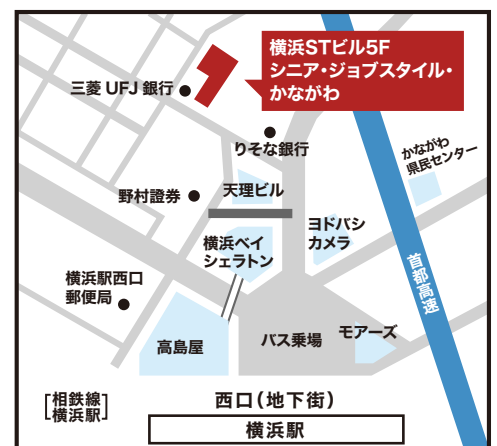 横浜STビル5F
シニア・ジョブスタイル・
かながわ
三菱 UFJ 銀行
りそな銀行
かながわ
県民センター
野村證券
天理ビル
横浜ベイ
シェラトン
ヨドバシ
カメラ
首都高速
横浜駅西口
郵便局
高島屋
バス乗場
モアーズ
相鉄線
横浜駅
西口(地下街)
横浜駅